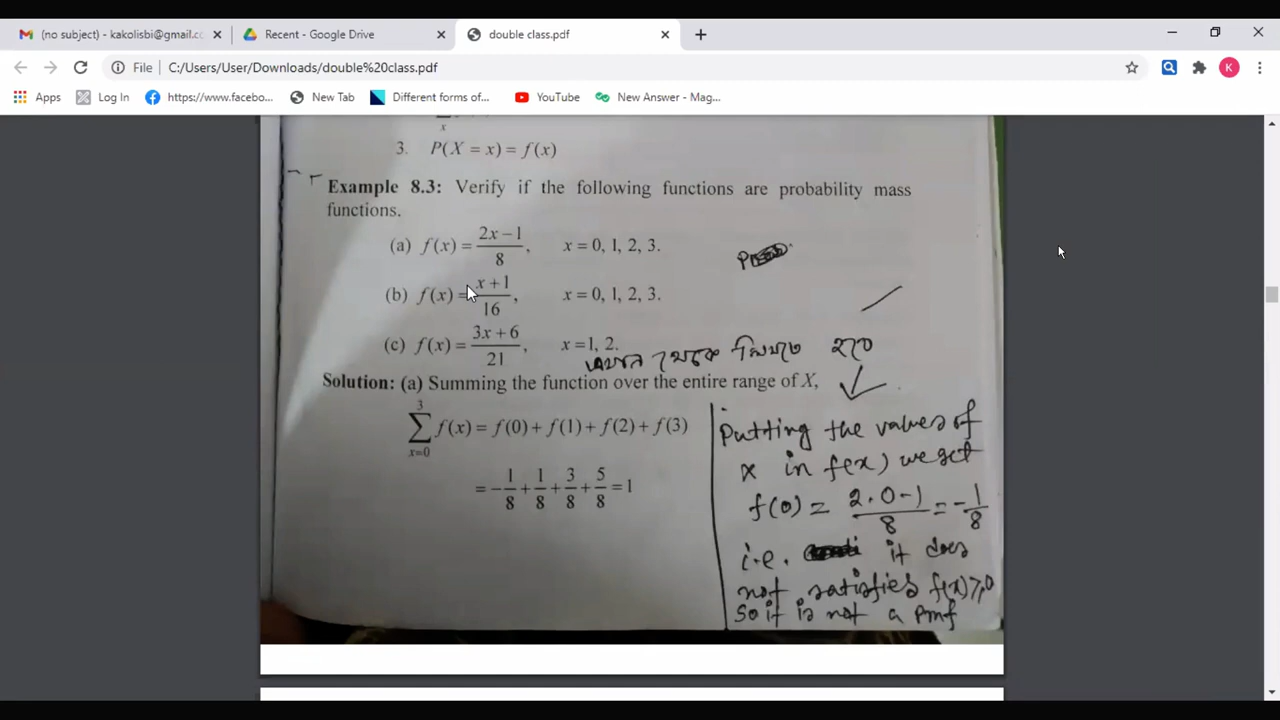 (no subject) - kakolisbi@gmail.co
Recent - Google Drive
double class.pdf
File
C:/Users/User/Downloads/double%20class.pdf
K
Apps
Log In
https://www.facebo...
New Tab
Different forms of...
YouTube
New Answer - Mag...
x
3. P(X = x) = f(x)
Example 8.3: Verify if the following functions are probability mass
functions.
(a) f(x) = (2x − 1)/8, x = 0, 1, 2, 3.
(b) f(x) = (x + 1)/16, x = 0, 1, 2, 3.
(c) f(x) = (3x + 6)/21, x = 1, 2.
থেকে লিখতে হবে
Solution: (a) Summing the function over the entire range of X,
∑_{x=0}^{3} f(x) = f(0) + f(1) + f(2) + f(3)
= − 1/8 + 1/8 + 3/8 + 5/8 = 1
Putting the values of
x in f(x) we get
f(0) = (2.0−1)/8 = −1/8
i.e. it does
not satisfies f(x)≥0
So it is not a pmf